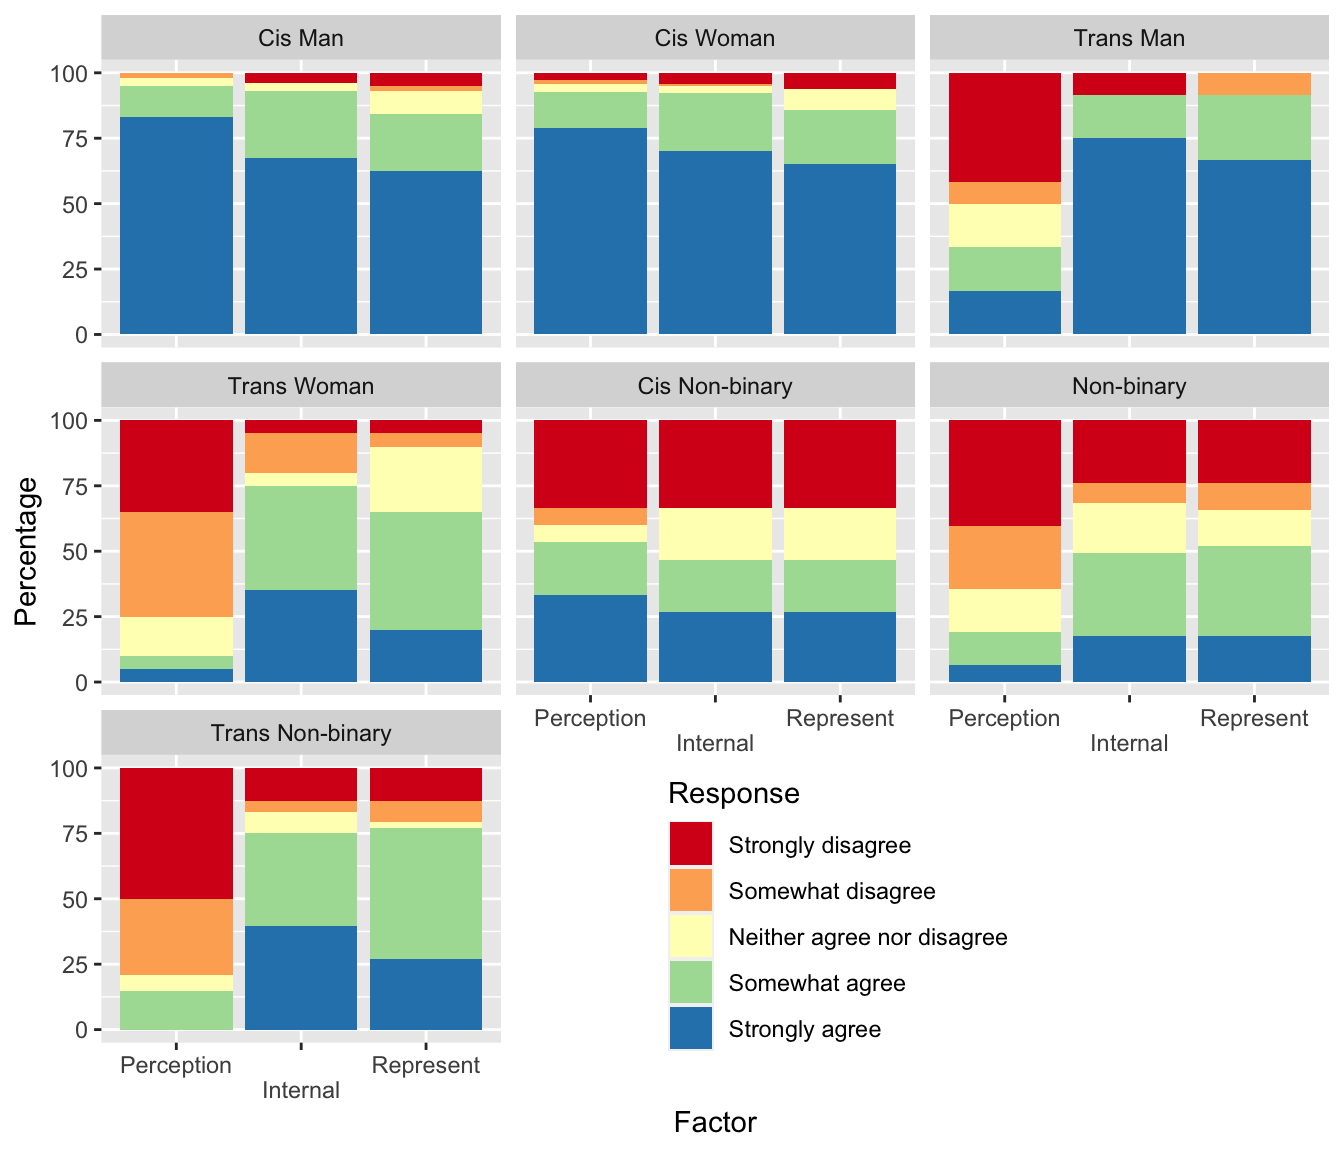 Cis Man
Cis Woman
Trans Man
100
75
50
25
0
Trans Woman
Cis Non-binary
Non-binary
100
75
50
25
0
Percentage
Perception
Internal
Represent
Perception
Internal
Represent
Trans Non-binary
100
75
50
25
0
Perception
Internal
Represent
Response
Strongly disagree
Somewhat disagree
Neither agree nor disagree
Somewhat agree
Strongly agree
Factor